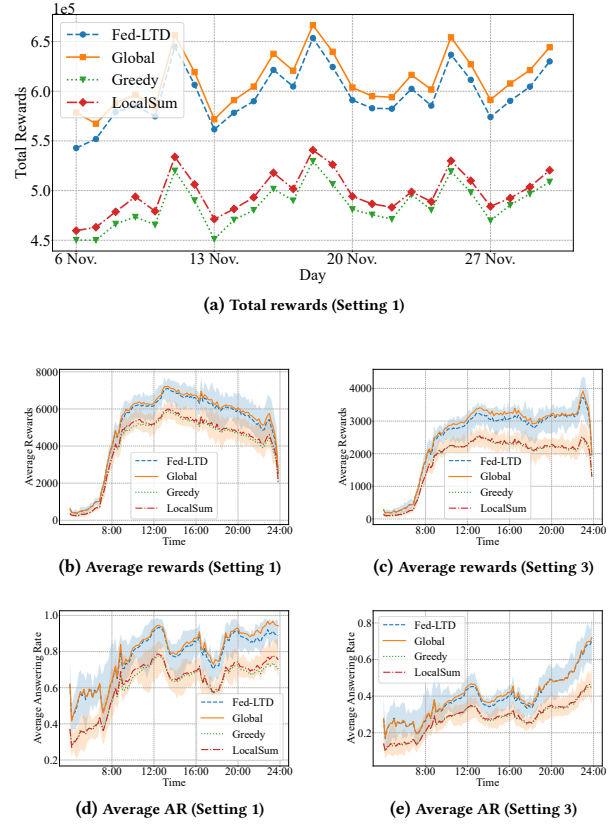 1e5
6.5
6.0
5.5
5.0
4.5
Total Rewards
Fed-LTD
Global
Greedy
LocalSum
6 Nov. 13 Nov. 20 Nov. 27 Nov.
Day
(a) Total rewards (Setting 1)
8000
6000
4000
2000
0
Average Rewards
Fed-LTD
Global
Greedy
LocalSum
8:00 12:00 16:00 20:00 24:00
Time
(b) Average rewards (Setting 1)
4000
3000
2000
1000
0
Average Rewards
Fed-LTD
Global
Greedy
LocalSum
8:00 12:00 16:00 20:00 24:00
Time
(c) Average rewards (Setting 3)
1.0
0.8
0.6
0.4
0.2
Average Answering Rate
Fed-LTD
Global
Greedy
LocalSum
8:00 12:00 16:00 20:00 24:00
Time
(d) Average AR (Setting 1)
1.0
0.8
0.6
0.4
0.2
0.0
Average Answering Rate
Fed-LTD
Global
Greedy
LocalSum
8:00 12:00 16:00 20:00 24:00
Time
(e) Average AR (Setting 3)